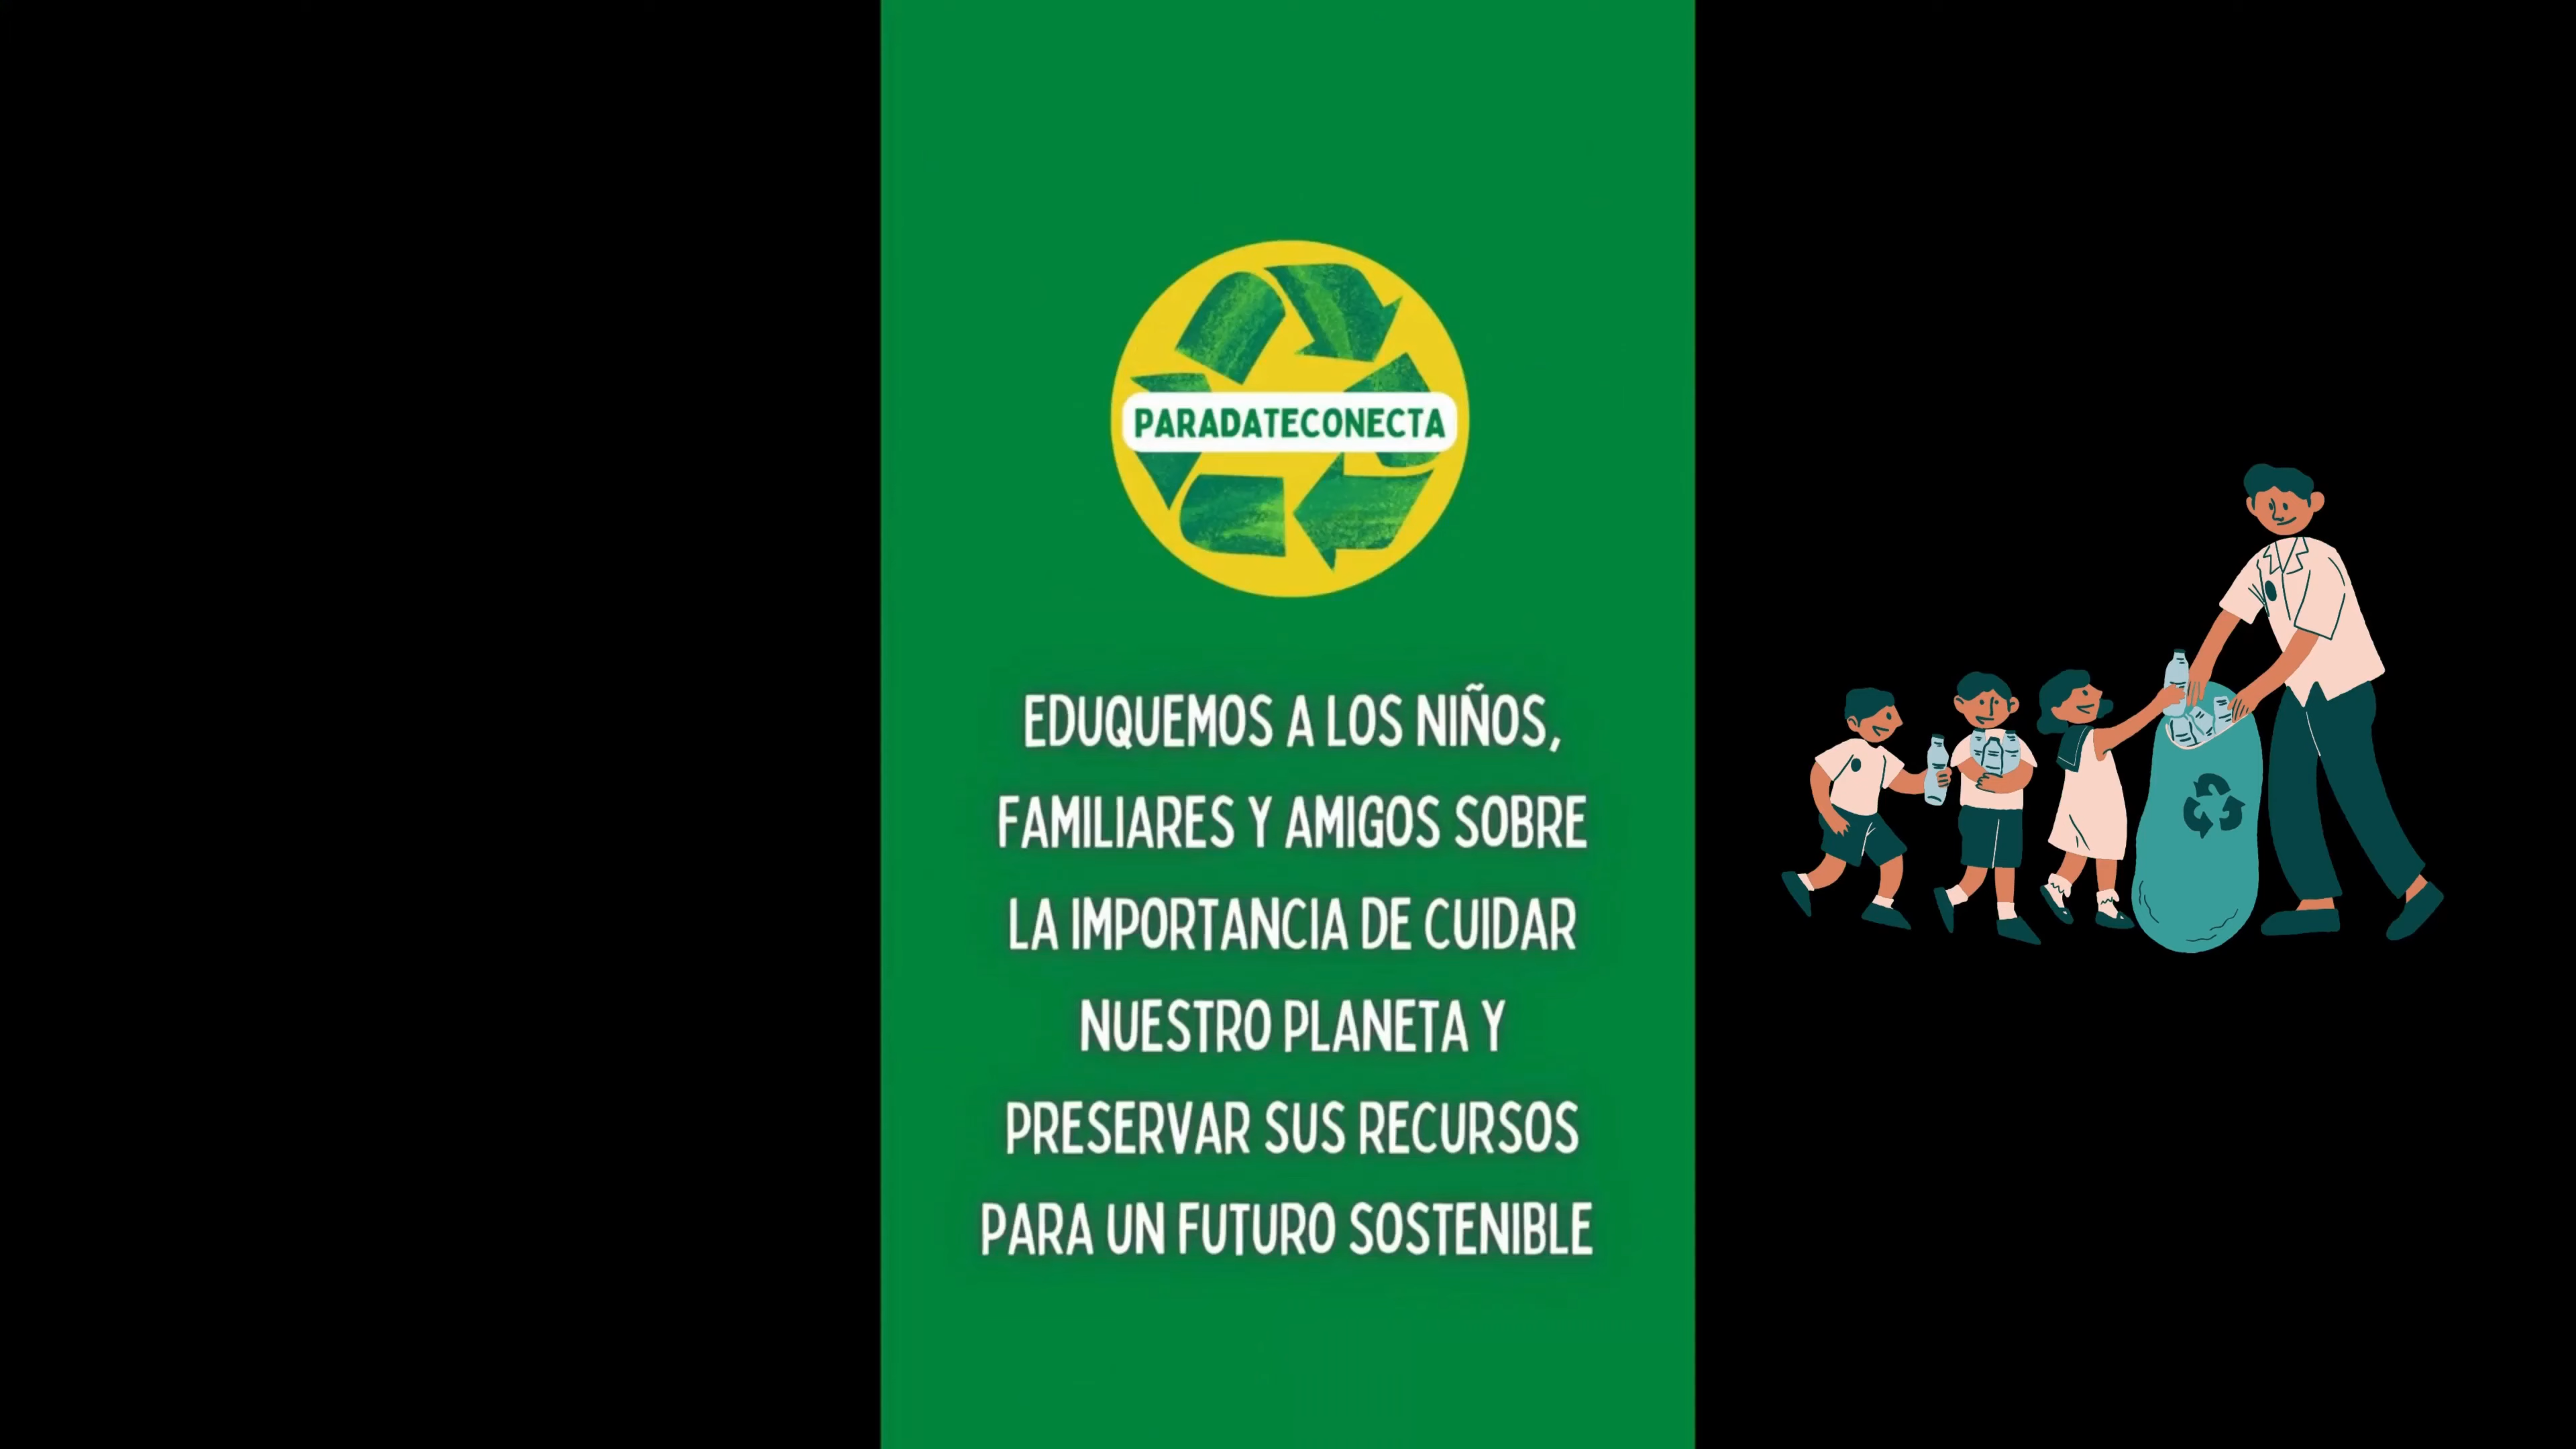 PARADATECONECTA
EDUQUEMOS A LOS NIÑOS,
FAMILIARES Y AMIGOS SOBRE
LA IMPORTANCIA DE CUIDAR
NUESTRO PLANETA Y
PRESERVAR SUS RECURSOS
PARA UN FUTURO SOSTENIBLE